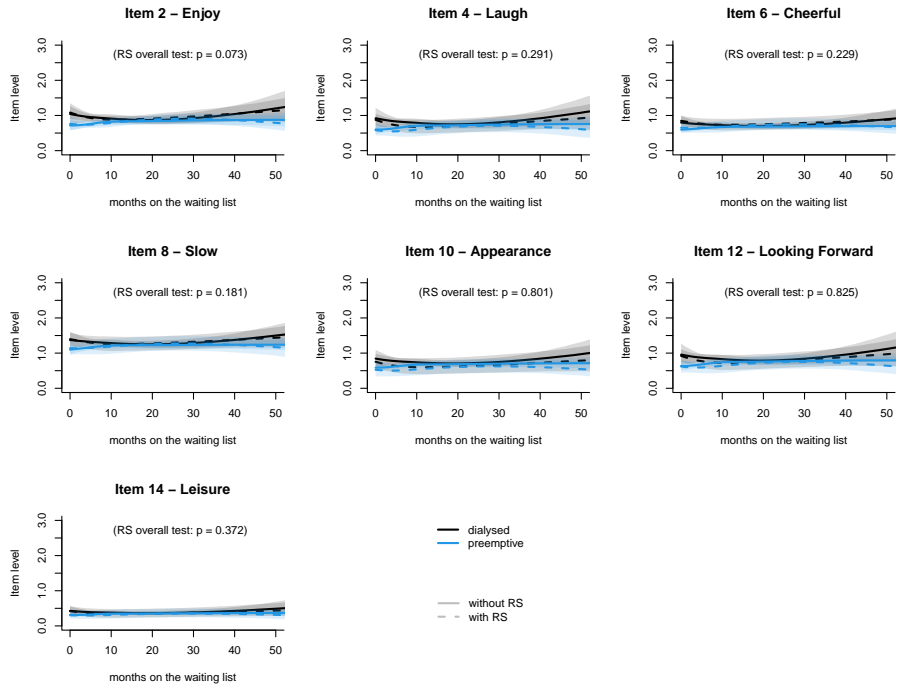 Item 2 – Enjoy
(RS overall test: p = 0.073)
Item level
0.0 1.0 2.0 3.0
0 10 20 30 40 50
months on the waiting list
Item 4 – Laugh
(RS overall test: p = 0.291)
Item level
0.0 1.0 2.0 3.0
0 10 20 30 40 50
months on the waiting list
Item 6 – Cheerful
(RS overall test: p = 0.229)
Item level
0.0 1.0 2.0 3.0
0 10 20 30 40 50
months on the waiting list
Item 8 – Slow
(RS overall test: p = 0.181)
Item level
0.0 1.0 2.0 3.0
0 10 20 30 40 50
months on the waiting list
Item 10 – Appearance
(RS overall test: p = 0.801)
Item level
0.0 1.0 2.0 3.0
0 10 20 30 40 50
months on the waiting list
Item 12 – Looking Forward
(RS overall test: p = 0.825)
Item level
0.0 1.0 2.0 3.0
0 10 20 30 40 50
months on the waiting list
Item 14 – Leisure
(RS overall test: p = 0.372)
Item level
0.0 1.0 2.0 3.0
0 10 20 30 40 50
months on the waiting list
dialysed
preemptive
without RS
with RS